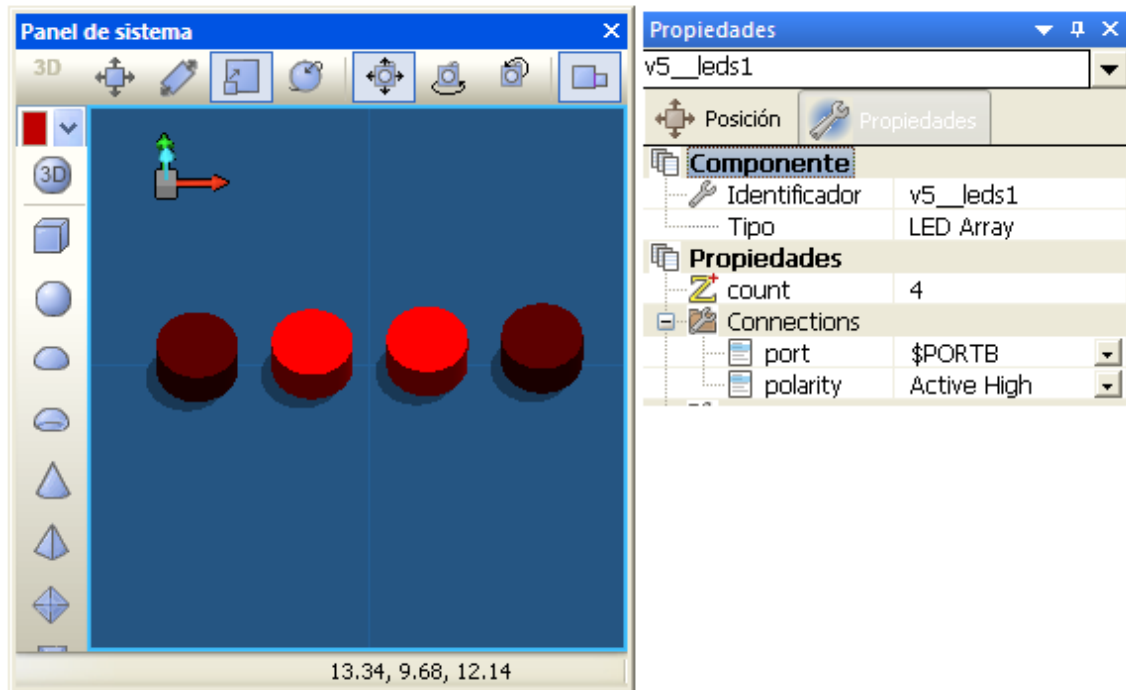 Panel de sistema
3D
3D
13.34, 9.68, 12.14
Propiedades
v5__leds1
Posición Propiedades
Componente
Identificador v5__leds1
Tipo LED Array
Propiedades
count 4
Connections
port $PORTB
polarity Active High